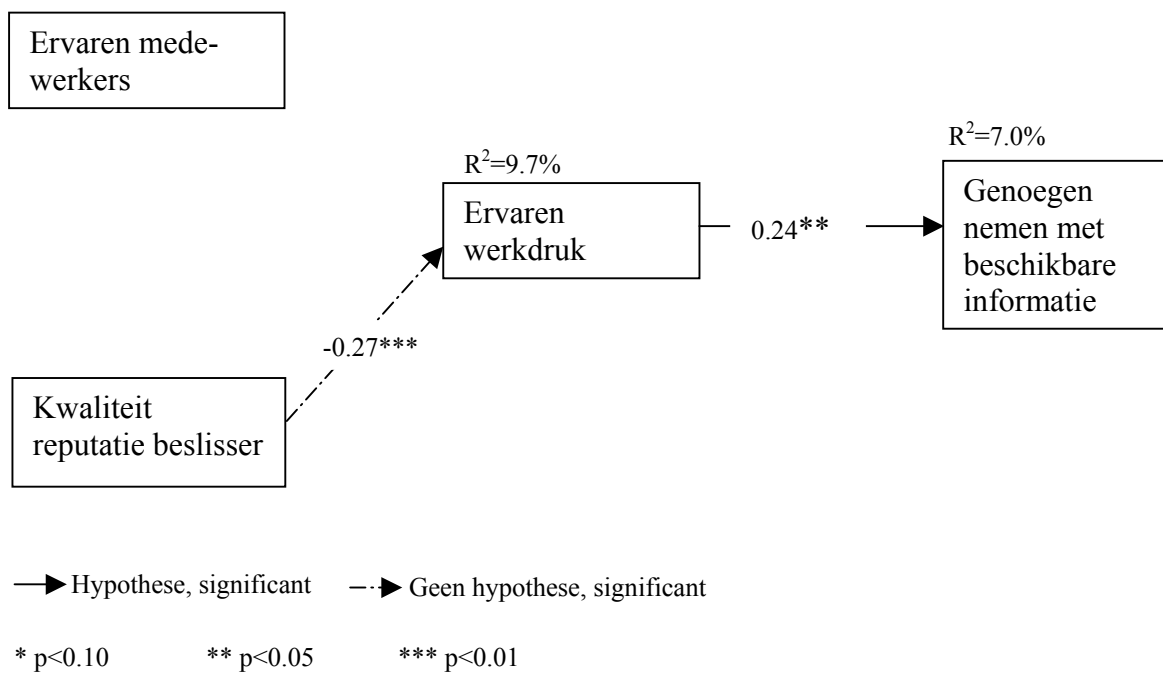 Ervaren mede-
werkers
R²=9.7%
Ervaren
werkdruk
0.24**
R²=7.0%
Genoegen
nemen met
beschikbare
informatie
-0.27***
Kwaliteit
reputatie beslisser
Hypothese, significant
Geen hypothese, significant
* p<0.10
** p<0.05
*** p<0.01